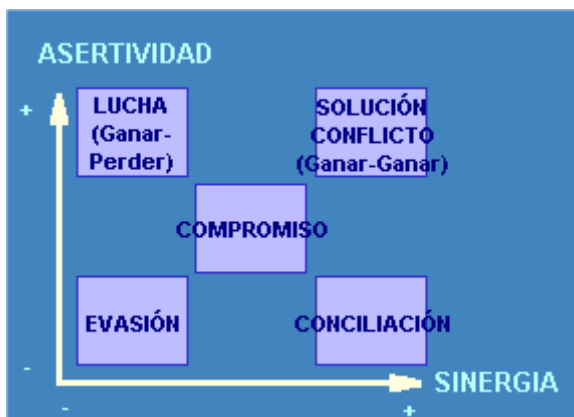 ASERTIVIDAD
+
LUCHA
(Ganar-
Perder)
SOLUCIÓN
CONFLICTO
(Ganar-Ganar)
COMPROMISO
EVASIÓN
CONCILIACIÓN
-
SINERGIA
-
+